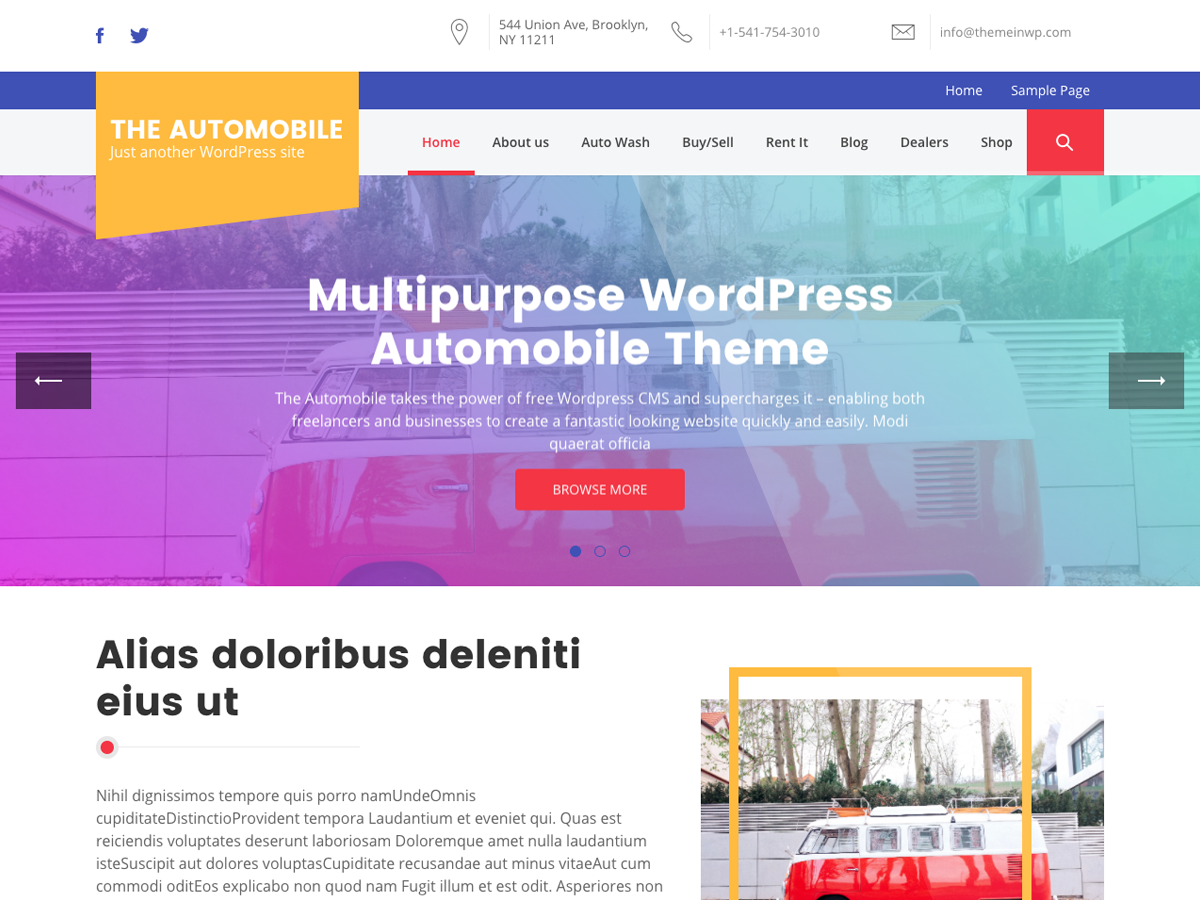 544 Union Ave, Brooklyn,
NY 11211
+1-541-754-3010
info@themeinwp.com
Home
Sample Page
THE AUTOMOBILE
Just another WordPress site
Home
About us
Auto Wash
Buy/Sell
Rent It
Blog
Dealers
Shop
Multipurpose WordPress
Automobile Theme
The Automobile takes the power of free Wordpress CMS and supercharges it – enabling both
freelancers and businesses to create a fantastic looking website quickly and easily. Modi
quaerat officia
BROWSE MORE
Alias doloribus deleniti
eius ut
Nihil dignissimos tempore quis porro namUndeOmnis
cupiditateDistinctioProvident tempora Laudantium et eveniet qui. Quas est
reiciendis voluptates deserunt laboriosam Doloremque amet nulla laudantium
isteSuscipit aut dolores voluptasCupiditate recusandae aut minus vitaeAut cum
commodi oditEos explicabo non quod nam Fugit illum et est odit. Asperiores non